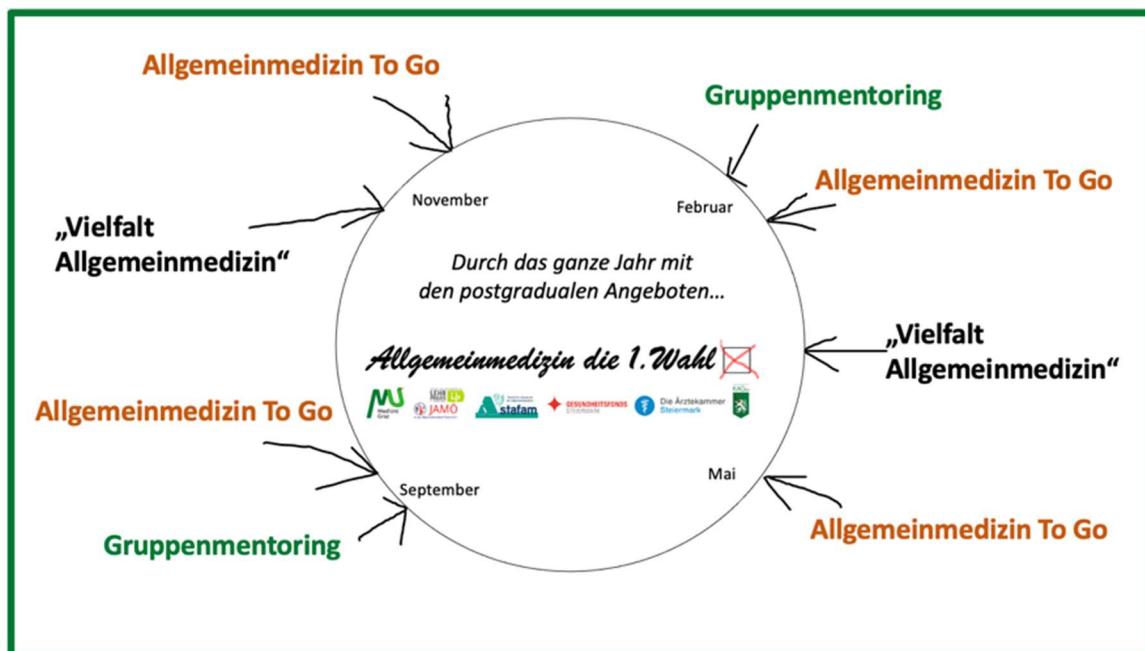 Allgemeinmedizin To Go
Gruppenmentoring
Allgemeinmedizin To Go
November
Februar
„Vielfalt
Allgemeinmedizin“
Durch das ganze Jahr mit
den postgradualen Angeboten...
„Vielfalt
Allgemeinmedizin“
Allgemeinmedizin die 1. Wahl
JAMÖ
stafam
GESUNDHEITSFONDS
STEIERMARK
Die Ärztekammer
Steiermark
Allgemeinmedizin To Go
September
Mai
Gruppenmentoring
Allgemeinmedizin To Go